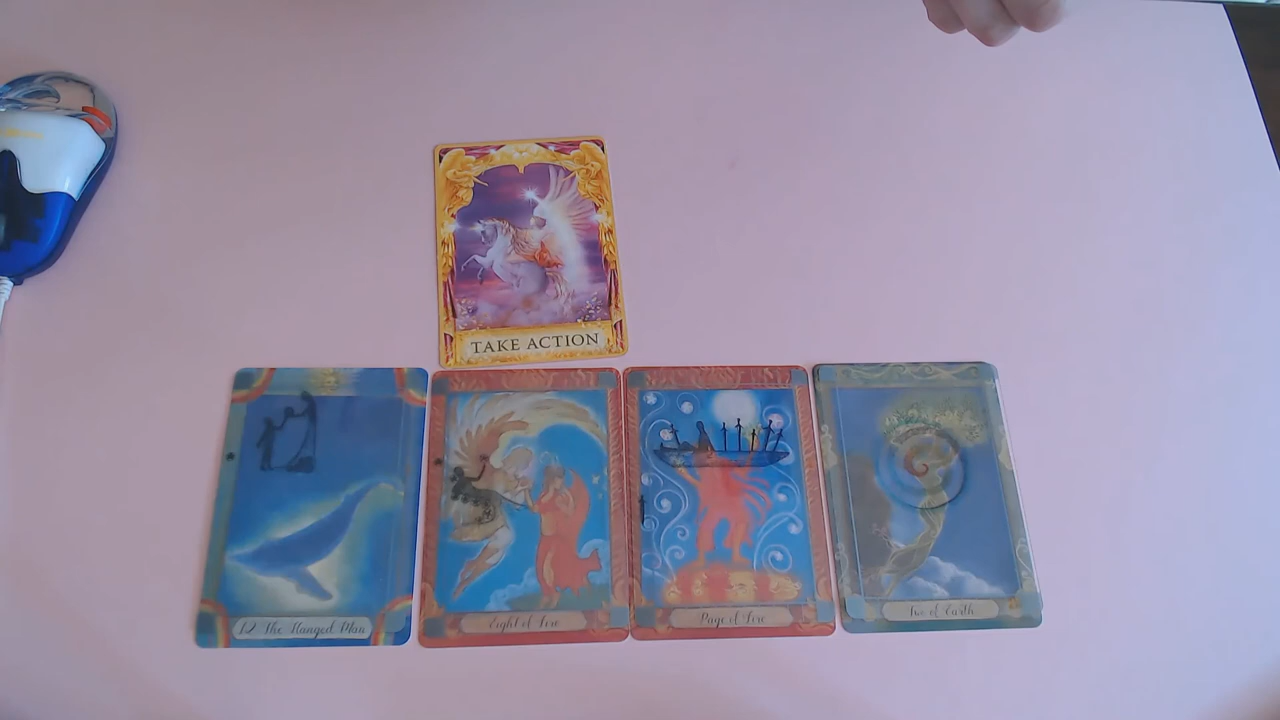 TAKE ACTION
12 The Hanged Man
Eight of Fire
Page of Fire
Two of Earth